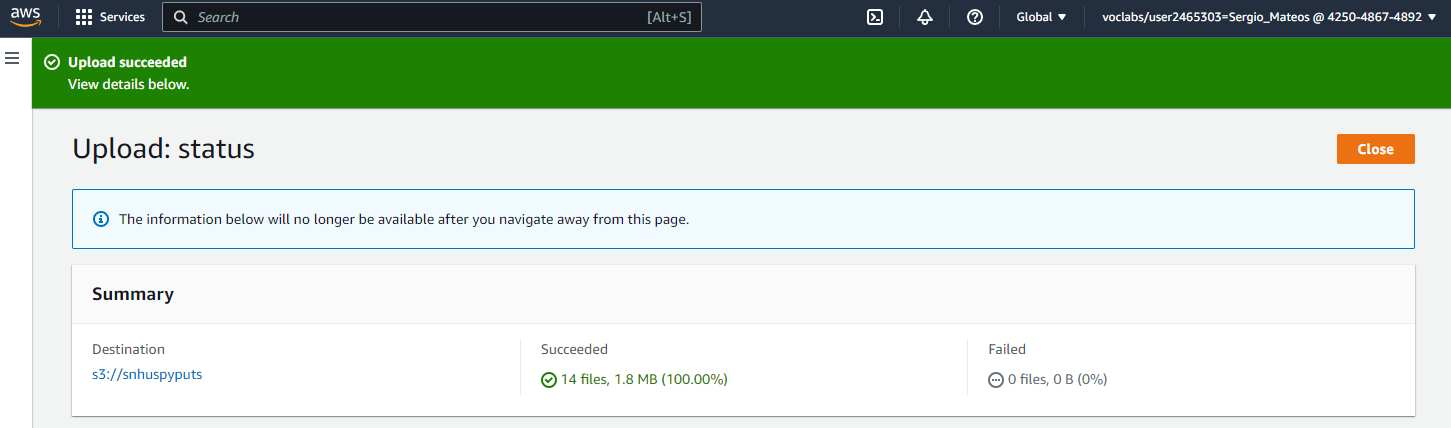 aws Services Search [Alt+S] Global voclabs/user2465303=Sergio_Mateos @ 4250-4867-4892
Upload succeeded
View details below.
Upload: status
Close
The information below will no longer be available after you navigate away from this page.
Summary
Destination
s3://snhuspyputs
Succeeded
14 files, 1.8 MB (100.00%)
Failed
0 files, 0 B (0%)